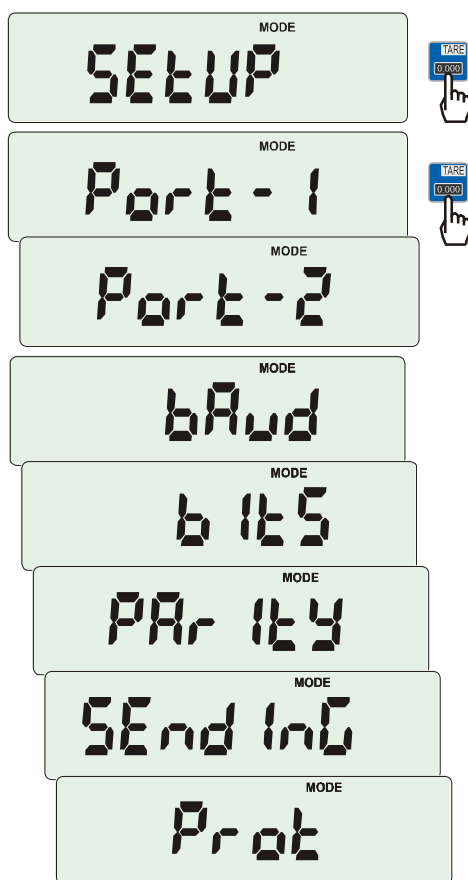 MODE
SEtUP
TARE
0.000
MODE
Port-1
TARE
0.000
MODE
Port-2
MODE
bAud
MODE
bItS
MODE
PArItY
MODE
SEndInG
MODE
Prot